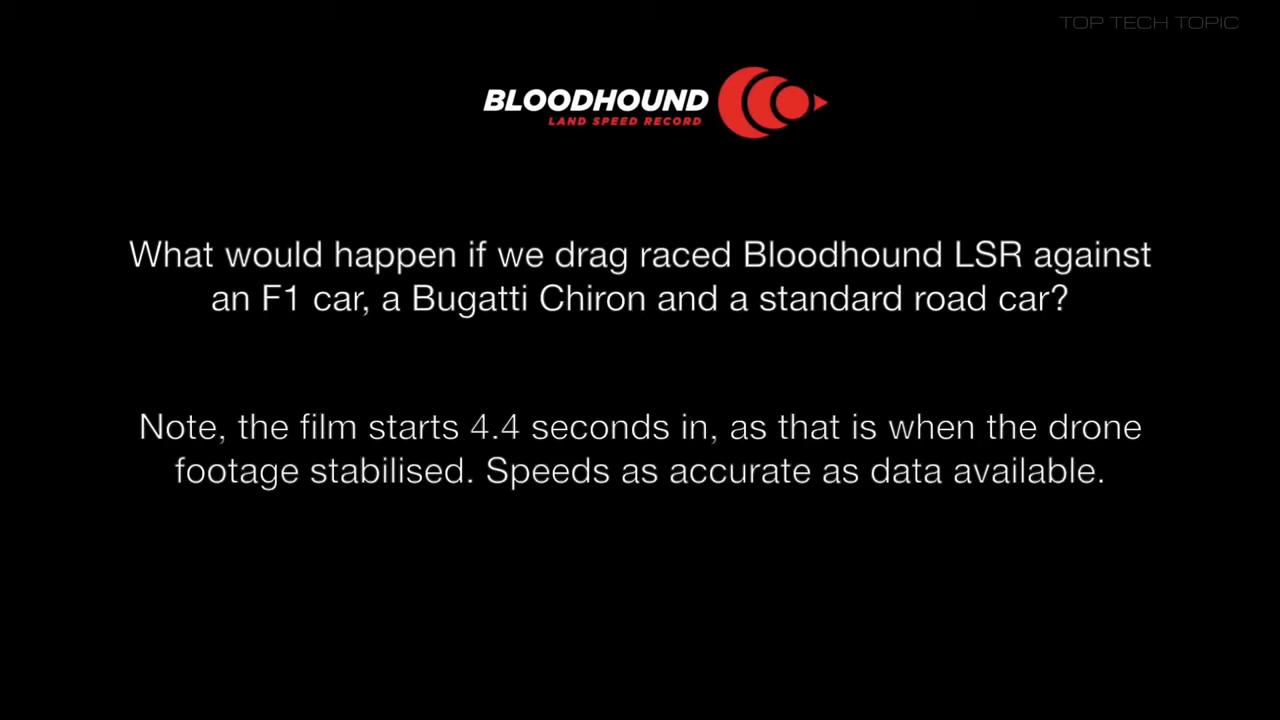 TOP TECH TOPIC
BLOODHOUND
LAND SPEED RECORD
What would happen if we drag raced Bloodhound LSR against
an F1 car, a Bugatti Chiron and a standard road car?
Note, the film starts 4.4 seconds in, as that is when the drone
footage stabilised. Speeds as accurate as data available.